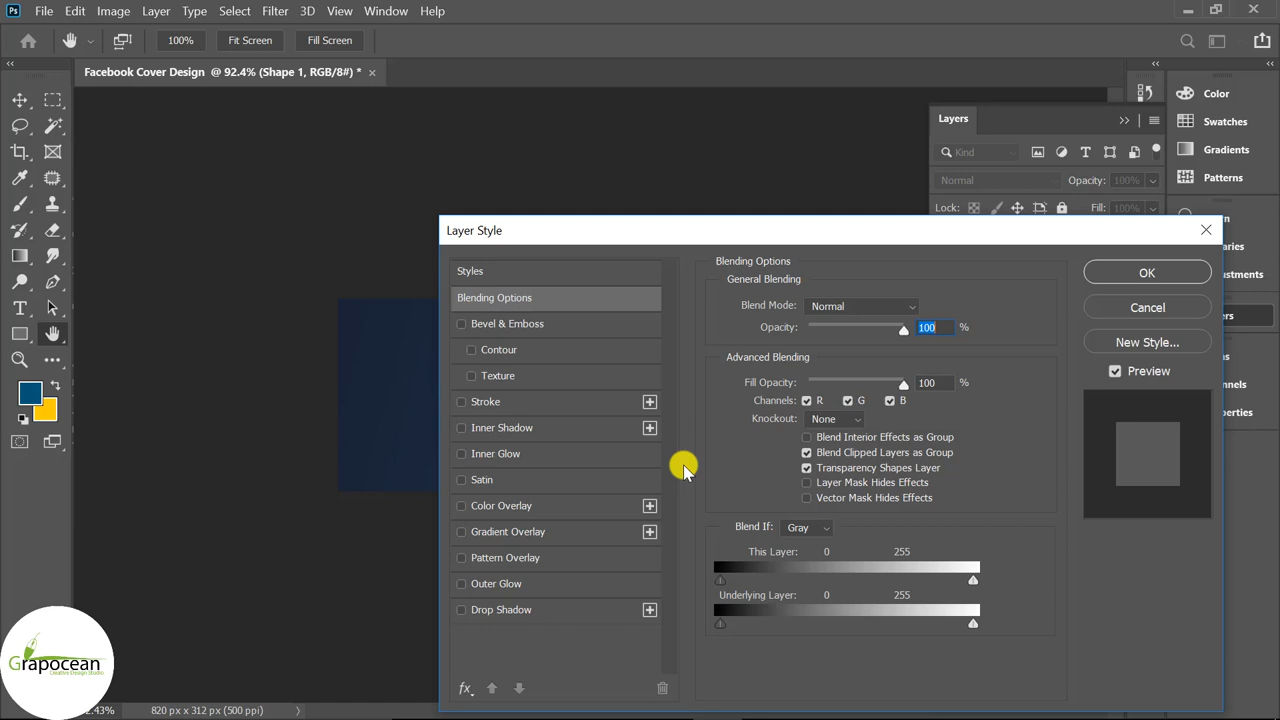 Ps File Edit Image Layer Type Select Filter 3D View Window Help
100% Fit Screen Fill Screen
Facebook Cover Design @ 92.4% (Shape 1, RGB/8#) * ×
Layers
Color
Swatches
Gradients
Patterns
Kind
Normal Opacity: 100%
Lock: Fill: 100%
Layer Style
Styles
Blending Options
Bevel & Emboss
Contour
Texture
Stroke
Inner Shadow
Inner Glow
Satin
Color Overlay
Gradient Overlay
Pattern Overlay
Outer Glow
Drop Shadow
fx
Blending Options
General Blending
Blend Mode: Normal
Opacity: 100 %
Advanced Blending
Fill Opacity: 100 %
Channels: R G B
Knockout: None
Blend Interior Effects as Group
Blend Clipped Layers as Group
Transparency Shapes Layer
Layer Mask Hides Effects
Vector Mask Hides Effects
Blend If: Gray
This Layer: 0 255
Underlying Layer: 0 255
OK
Cancel
New Style...
Preview
Grapocean
Creative Design Studio
820 px x 312 px (500 ppi)